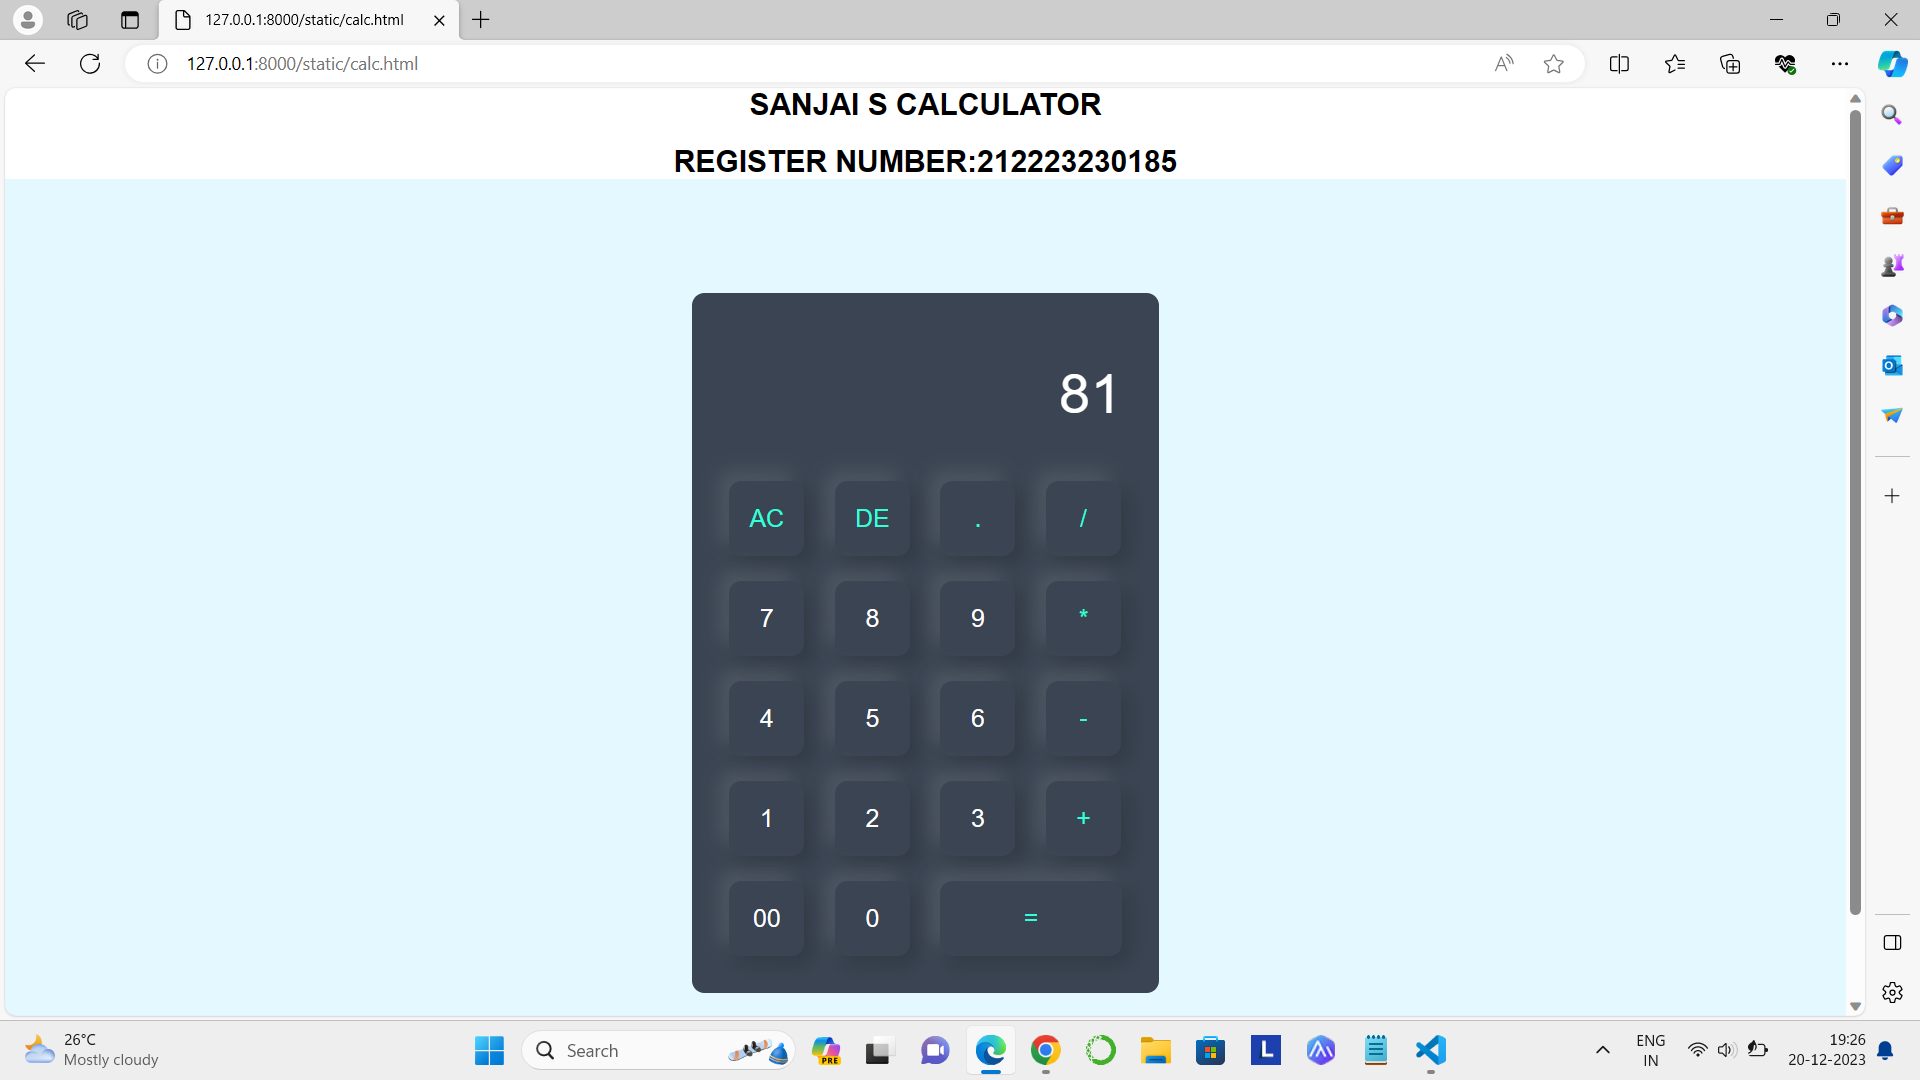 127.0.0.1:8000/static/calc.html
127.0.0.1:8000/static/calc.html
SANJAI S CALCULATOR
REGISTER NUMBER:212223230185
81
AC DE . /
7 8 9 *
4 5 6 -
1 2 3 +
00 0 =
26°C
Mostly cloudy
Search
PRE
L
ENG
IN
19:26
20-12-2023